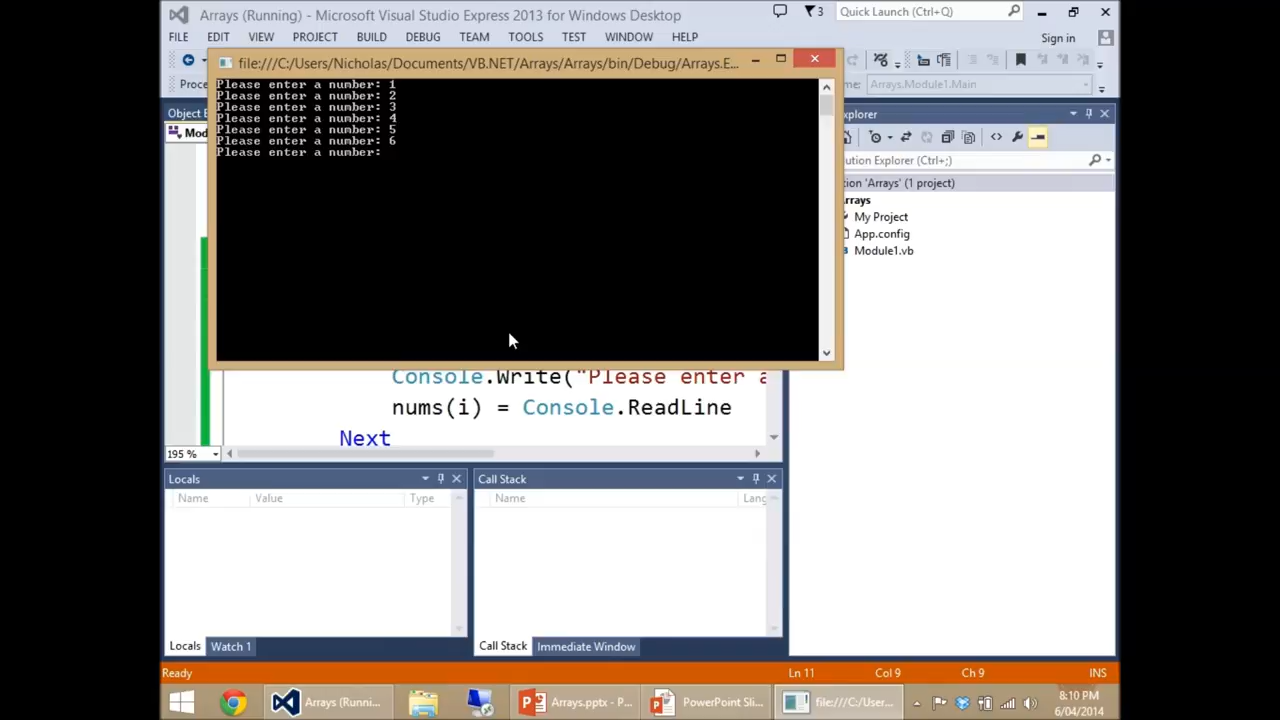 Arrays (Running) - Microsoft Visual Studio Express 2013 for Windows Desktop
3
Quick Launch (Ctrl+Q)
FILE EDIT VIEW PROJECT BUILD DEBUG TEAM TOOLS TEST WINDOW HELP
Sign in
file:///C:/Users/Nicholas/Documents/VB.NET/Arrays/Arrays/bin/Debug/Arrays.E...
Please enter a number: 1
Please enter a number: 2
Please enter a number: 3
Please enter a number: 4
Please enter a number: 5
Please enter a number: 6
Please enter a number:
Proce
me: Arrays.Module1.Main
Object E
Mod
xplorer
ution Explorer (Ctrl+;)
tion 'Arrays' (1 project)
rrays
My Project
App.config
Module1.vb
Console.Write("Please enter a
nums(i) = Console.ReadLine
Next
195 %
Locals
Name Value Type
Call Stack
Name Lang
Locals Watch 1
Call Stack Immediate Window
Ready Ln 11 Col 9 Ch 9 INS
Arrays (Runni... Arrays.pptx - P... PowerPoint Sli... file:///C:/User...
8:10 PM
6/04/2014